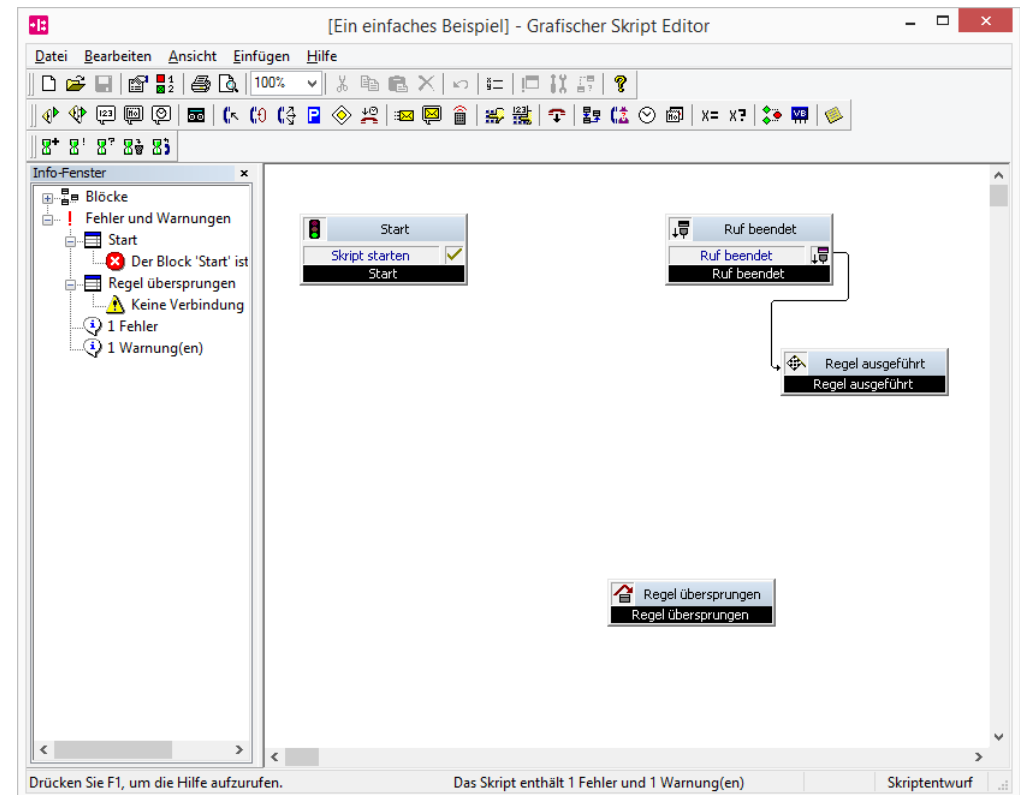 [Ein einfaches Beispiel] - Grafischer Skript Editor
Datei Bearbeiten Ansicht Einfügen Hilfe
100%
Info-Fenster
Blöcke
Fehler und Warnungen
Start
Der Block 'Start' ist
Regel übersprungen
Keine Verbindung
1 Fehler
1 Warnung(en)
Start
Skript starten
Start
Ruf beendet
Ruf beendet
Ruf beendet
Regel ausgeführt
Regel ausgeführt
Regel übersprungen
Regel übersprungen
Drücken Sie F1, um die Hilfe aufzurufen.
Das Skript enthält 1 Fehler und 1 Warnung(en)
Skriptentwurf